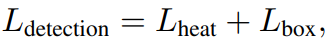 L_detection = L_heat + L_box,